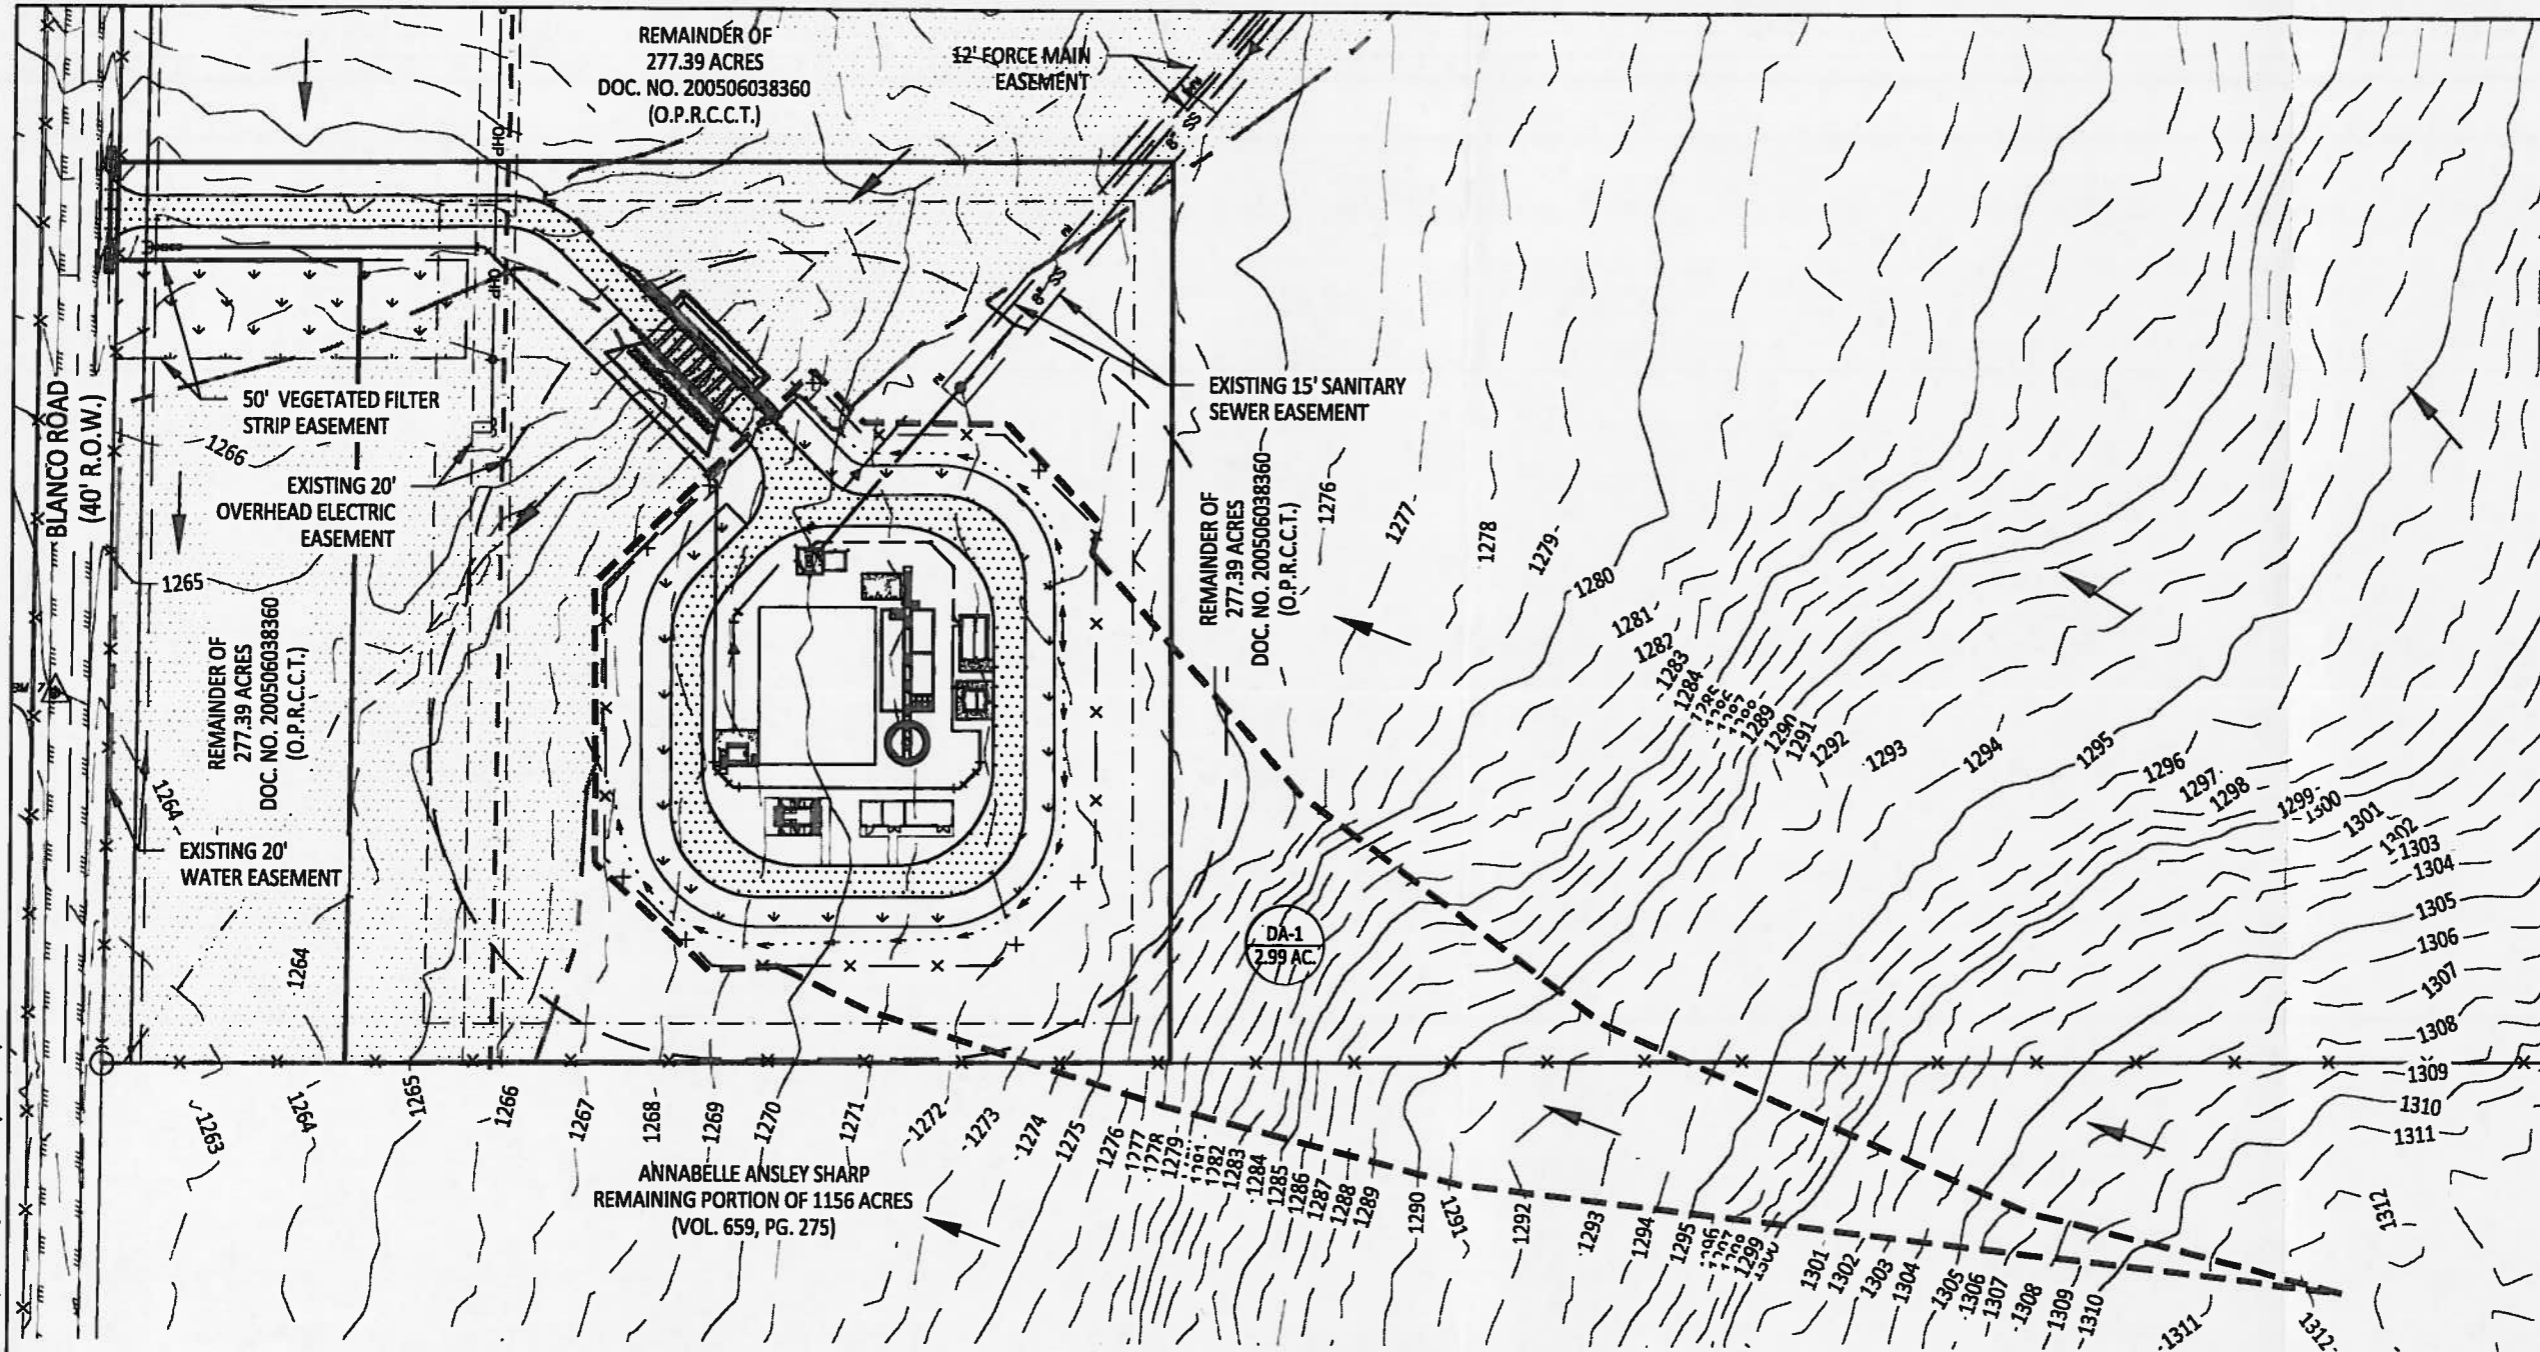 REMAINDER OF
277.39 ACRES
DOC. NO. 200506038360
(O.P.R.C.C.T.)
12' FORCE MAIN
EASEMENT
OHP
8" SS
OHP
8" SS
BLANCO ROAD
(40' R.O.W.)
50' VEGETATED FILTER
STRIP EASEMENT
EXISTING 15' SANITARY
SEWER EASEMENT
1266
EXISTING 20'
OVERHEAD ELECTRIC
EASEMENT
1265
REMAINDER OF
277.39 ACRES
DOC. NO. 200506038360
(O.P.R.C.C.T.)
REMAINDER OF
277.39 ACRES
DOC. NO. 200506038360
(O.P.R.C.C.T.)
1276
1277
1278
1279
1280
1281
1282
1283
1284
1285
1289
1290
1291
1292
1293
1294
1295
1296
1297
1298
1299
1300
1301
1302
1303
1304
1305
1306
1307
1308
1309
1310
1311
1312
1264
EXISTING 20'
WATER EASEMENT
1264
DA-1
2.99 AC.
1263
1264
1265
1266
1267
1268
1269
1270
1271
1272
1273
1274
1275
1276
1277
1278
1279
1282
1283
1284
1285
1286
1287
1288
1289
1290
1291
1292
1293
1294
1295
1299
1301
1302
1303
1304
1305
1306
1307
1308
1309
1310
1311
1312
ANNABELLE ANSLEY SHARP
REMAINING PORTION OF 1156 ACRES
(VOL. 659, PG. 275)